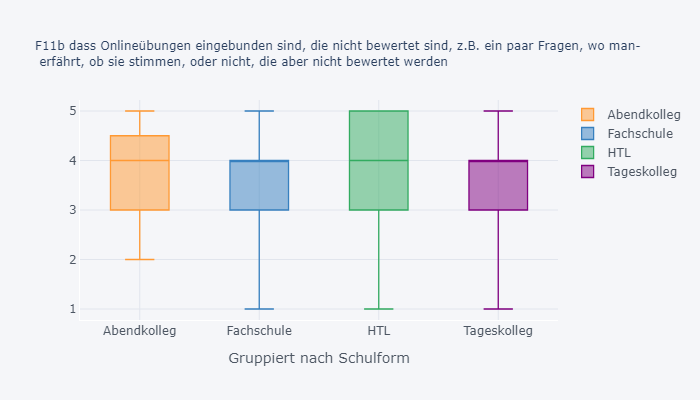 F11b dass Onlineübungen eingebunden sind, die nicht bewertet sind, z.B. ein paar Fragen, wo man-
erfährt, ob sie stimmen, oder nicht, die aber nicht bewertet werden
5
4
3
2
1
Abendkolleg
Fachschule
HTL
Tageskolleg
Gruppiert nach Schulform
Abendkolleg
Fachschule
HTL
Tageskolleg